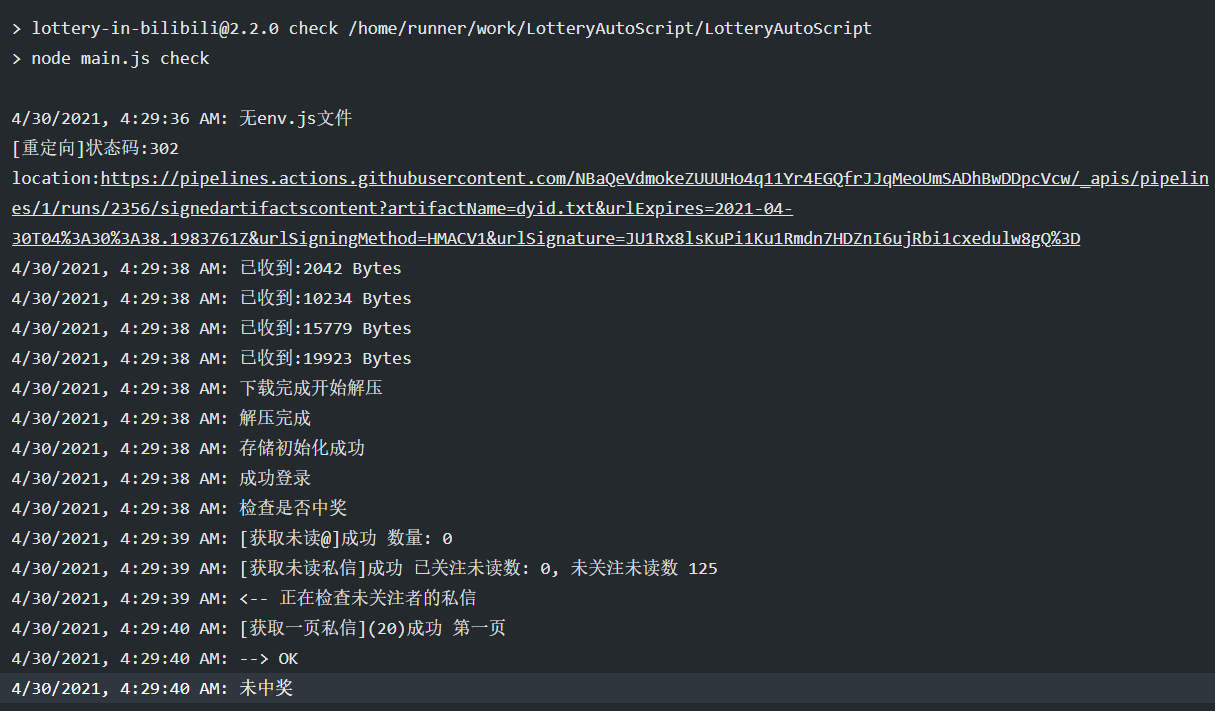 > lottery-in-bilibili@2.2.0 check /home/runner/work/LotteryAutoScript/LotteryAutoScript
> node main.js check
4/30/2021, 4:29:36 AM: 无env.js文件
[重定向]状态码:302
location:https://pipelines.actions.githubusercontent.com/NBaQeVdmokeZUUUHo4q11Yr4EGQfrJJqMeoUmSADhBwDDpcVcw/_apis/pipelin
es/1/runs/2356/signedartifactscontent?artifactName=dyid.txt&urlExpires=2021-04-
30T04%3A30%3A38.1983761Z&urlSigningMethod=HMACV1&urlSignature=JU1Rx8lsKuPi1Ku1Rmdn7HDZnI6ujRbi1cxedulw8gQ%3D
4/30/2021, 4:29:38 AM: 已收到:2042 Bytes
4/30/2021, 4:29:38 AM: 已收到:10234 Bytes
4/30/2021, 4:29:38 AM: 已收到:15779 Bytes
4/30/2021, 4:29:38 AM: 已收到:19923 Bytes
4/30/2021, 4:29:38 AM: 下载完成开始解压
4/30/2021, 4:29:38 AM: 解压完成
4/30/2021, 4:29:38 AM: 存储初始化成功
4/30/2021, 4:29:38 AM: 成功登录
4/30/2021, 4:29:38 AM: 检查是否中奖
4/30/2021, 4:29:39 AM: [获取未读@]成功 数量: 0
4/30/2021, 4:29:39 AM: [获取未读私信]成功 已关注未读数: 0, 未关注未读数 125
4/30/2021, 4:29:39 AM: <-- 正在检查未关注者的私信
4/30/2021, 4:29:40 AM: [获取一页私信](20)成功 第一页
4/30/2021, 4:29:40 AM: --> OK
4/30/2021, 4:29:40 AM: 未中奖